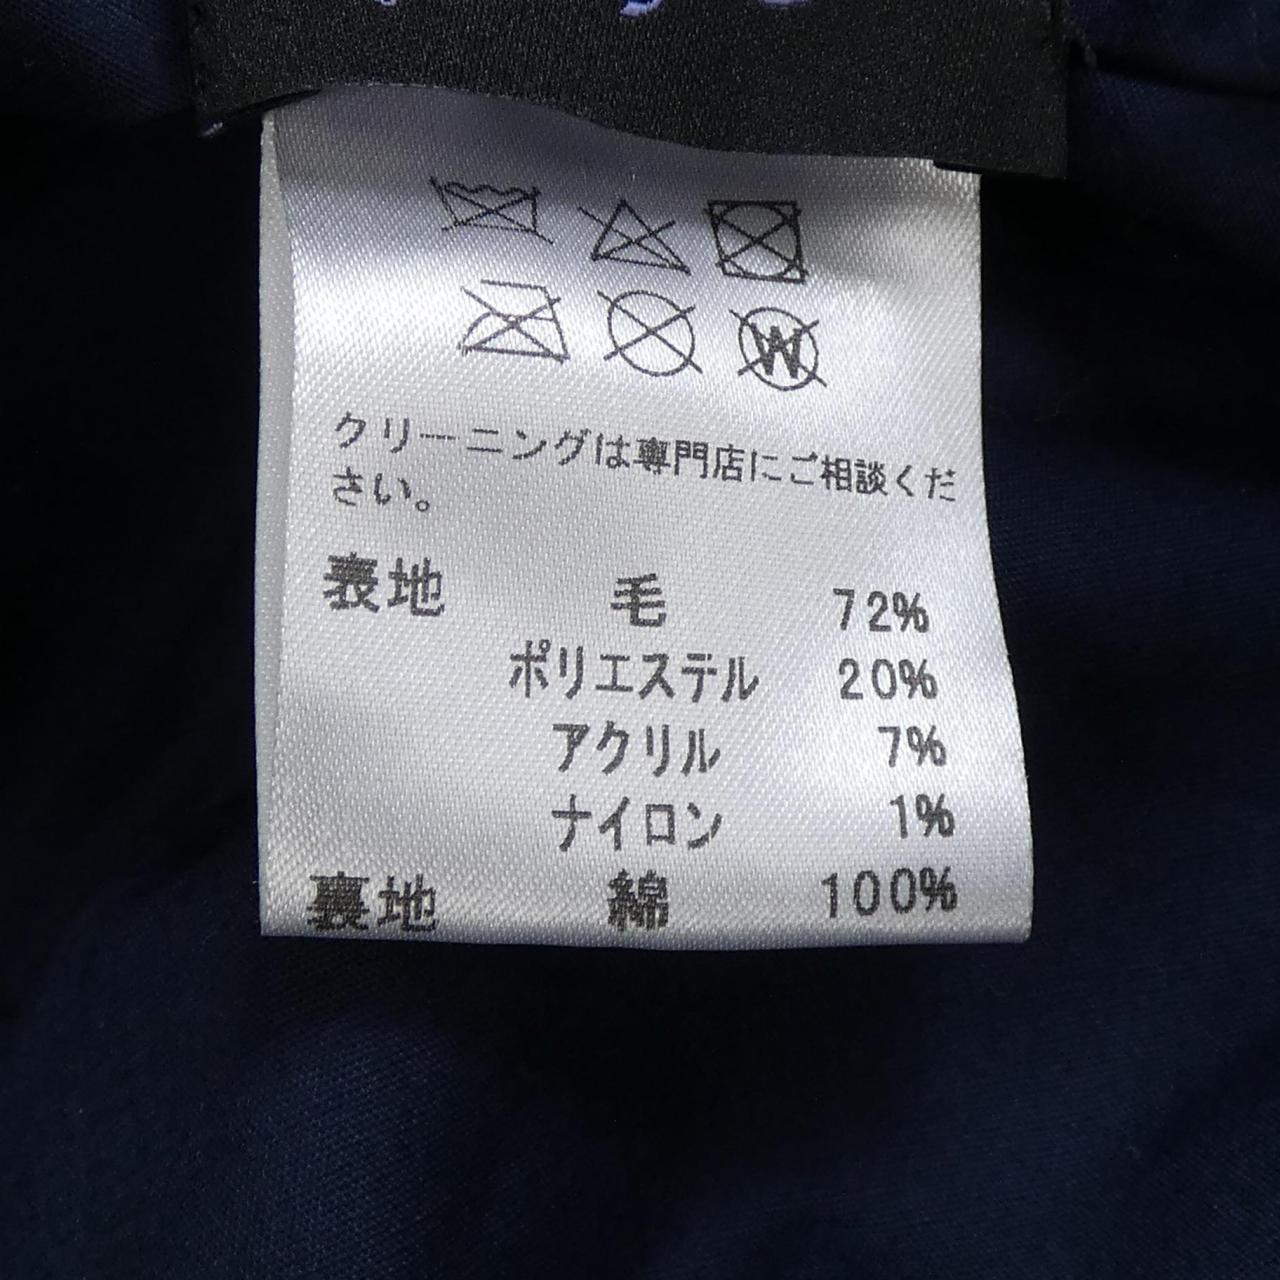 W
クリーニングは専門店にご相談くだ
さい。
表地 毛 72%
ポリエステル 20%
アクリル 7%
ナイロン 1%
裏地 綿 100%